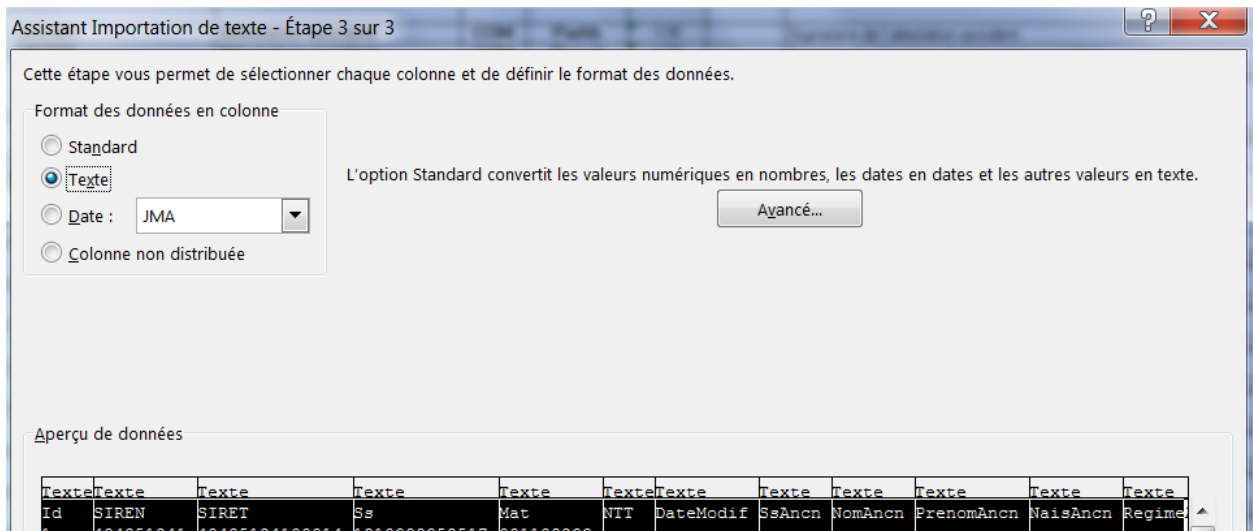 Assistant Importation de texte - Étape 3 sur 3
Cette étape vous permet de sélectionner chaque colonne et de définir le format des données.
Format des données en colonne
Standard
Texte
Date : JMA
Colonne non distribuée
L'option Standard convertit les valeurs numériques en nombres, les dates en dates et les autres valeurs en texte.
Avancé...
Aperçu de données
Texte Texte Texte Texte Texte Texte Texte Texte Texte Texte Texte Texte
Id SIREN SIRET Ss Mat NTT DateModif SsAncn NomAncn PrenomAncn NaisAncn Regime